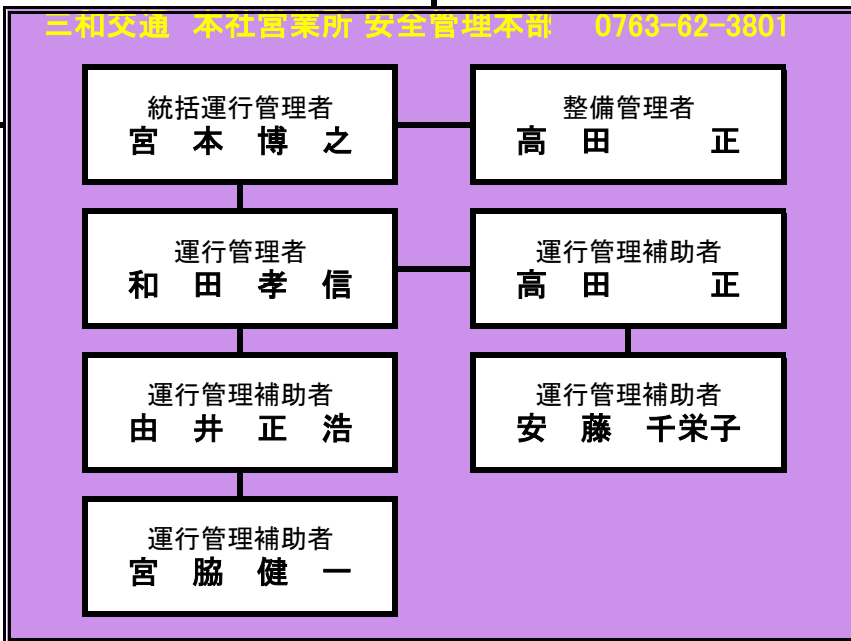 三和交通 本社営業所 安全管理本部 0763-62-3801
統括運行管理者
宮 本 博 之
整備管理者
高 田 正
運行管理者
和 田 孝 信
運行管理補助者
高 田 正
運行管理補助者
由 井 正 浩
運行管理補助者
安 藤 千栄子
運行管理補助者
宮 脇 健 一